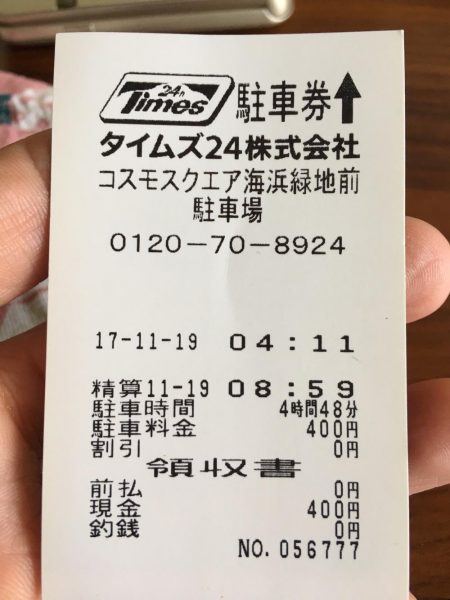 24h Times 駐車券↑
タイムズ24株式会社
コスモスクエア海浜緑地前
駐車場
0120-70-8924
17-11-19 04:11
精算11-19 08:59
駐車時間 4時間48分
駐車料金 400円
割引 0円
領収書
前払 0円
現金 400円
釣銭 0円
NO.056777